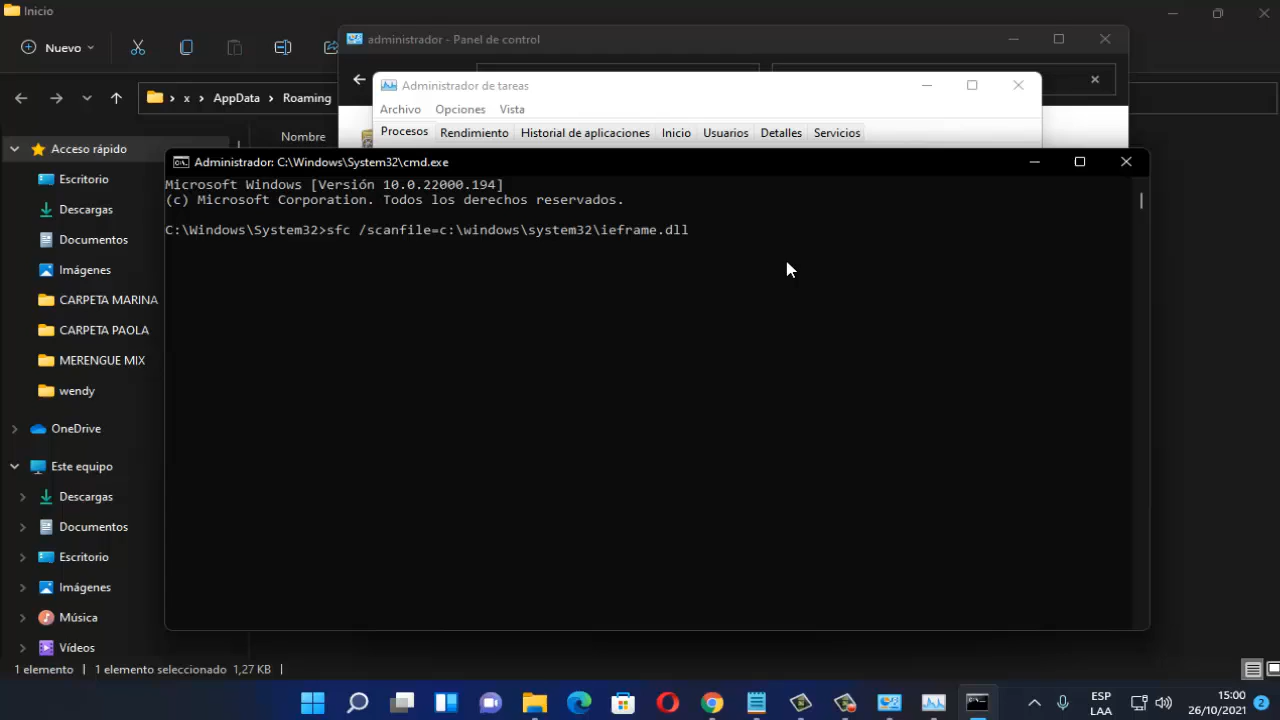 Inicio
Nuevo
administrador - Panel de control
x > AppData > Roaming
Administrador de tareas
Archivo Opciones Vista
Procesos Rendimiento Historial de aplicaciones Inicio Usuarios Detalles Servicios
Nombre
Acceso rápido
Escritorio
Descargas
Documentos
Imágenes
CARPETA MARINA
CARPETA PAOLA
MERENGUE MIX
wendy
OneDrive
Este equipo
Descargas
Documentos
Escritorio
Imágenes
Música
Vídeos
Administrador: C:\Windows\System32\cmd.exe
Microsoft Windows [Versión 10.0.22000.194]
(c) Microsoft Corporation. Todos los derechos reservados.
C:\Windows\System32>sfc /scanfile=c:\windows\system32\ieframe.dll
1 elemento | 1 elemento seleccionado 1,27 KB |
ESP
LAA
15:00
26/10/2021
2